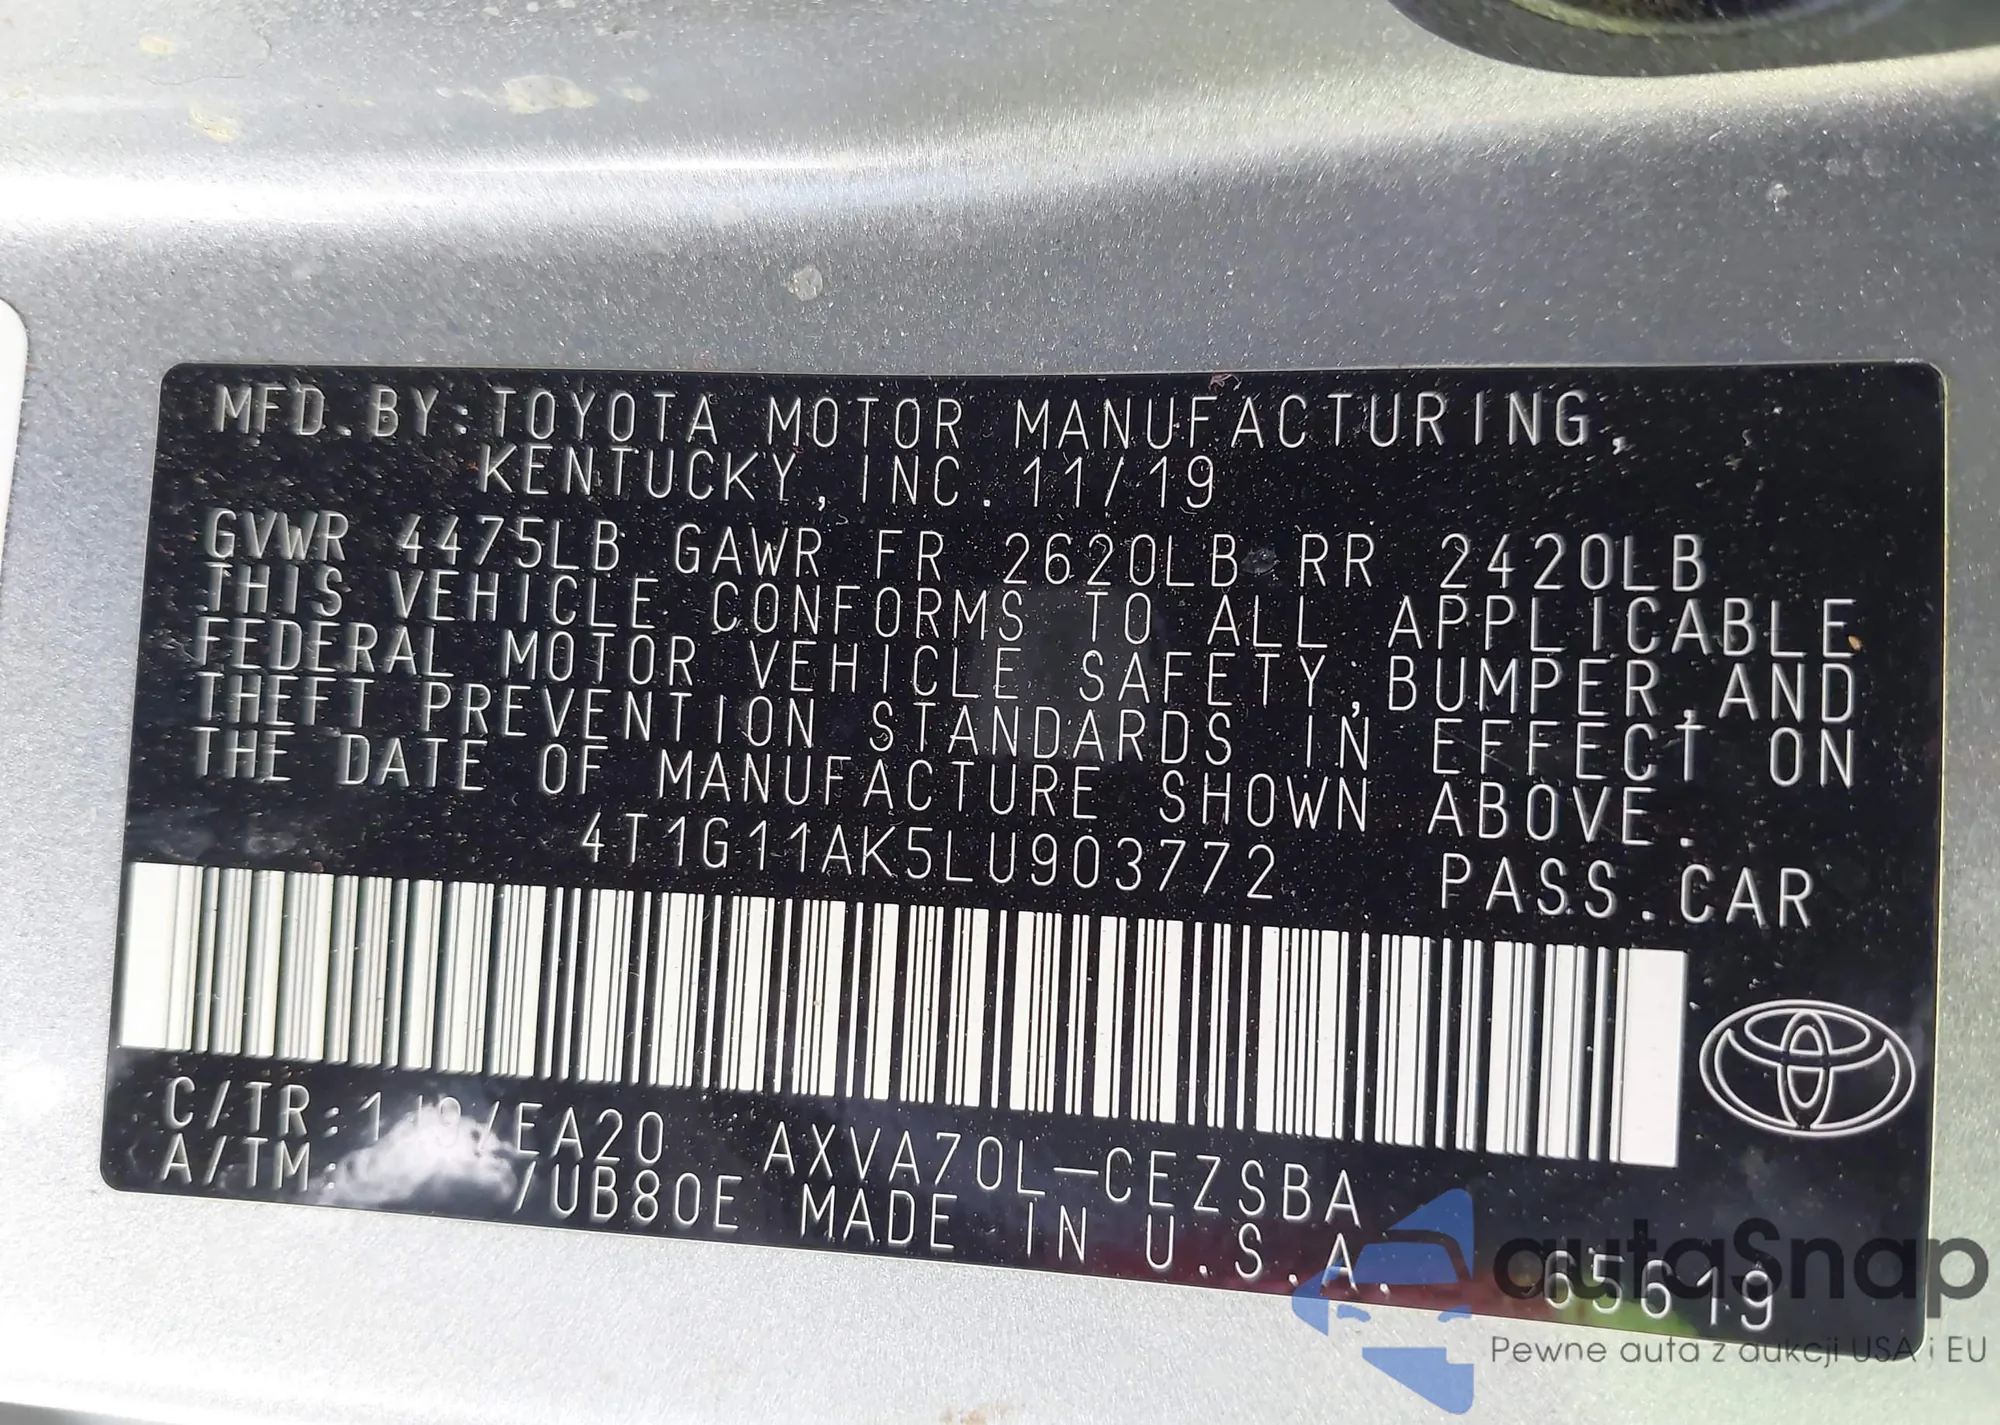 MFD.BY:TOYOTA MOTOR MANUFACTURING,
KENTUCKY, INC. 11/19
GVWR 4475LB GAWR FR 2620LB RR 2420LB
THIS VEHICLE CONFORMS TO ALL APPLICABLE
FEDERAL MOTOR VEHICLE SAFETY,BUMPER,AND
THEFT PREVENTION STANDARDS IN EFFECT ON
THE DATE OF MANUFACTURE SHOWN ABOVE.
4T1G11AK5LU903772 PASS.CAR
C/TR: /EA20 AXVA70L-CEZSBA
A/TM: /UB80E MADE IN U.S.A. 65619
autaSnap
Pewne auta z aukcji USA i EU